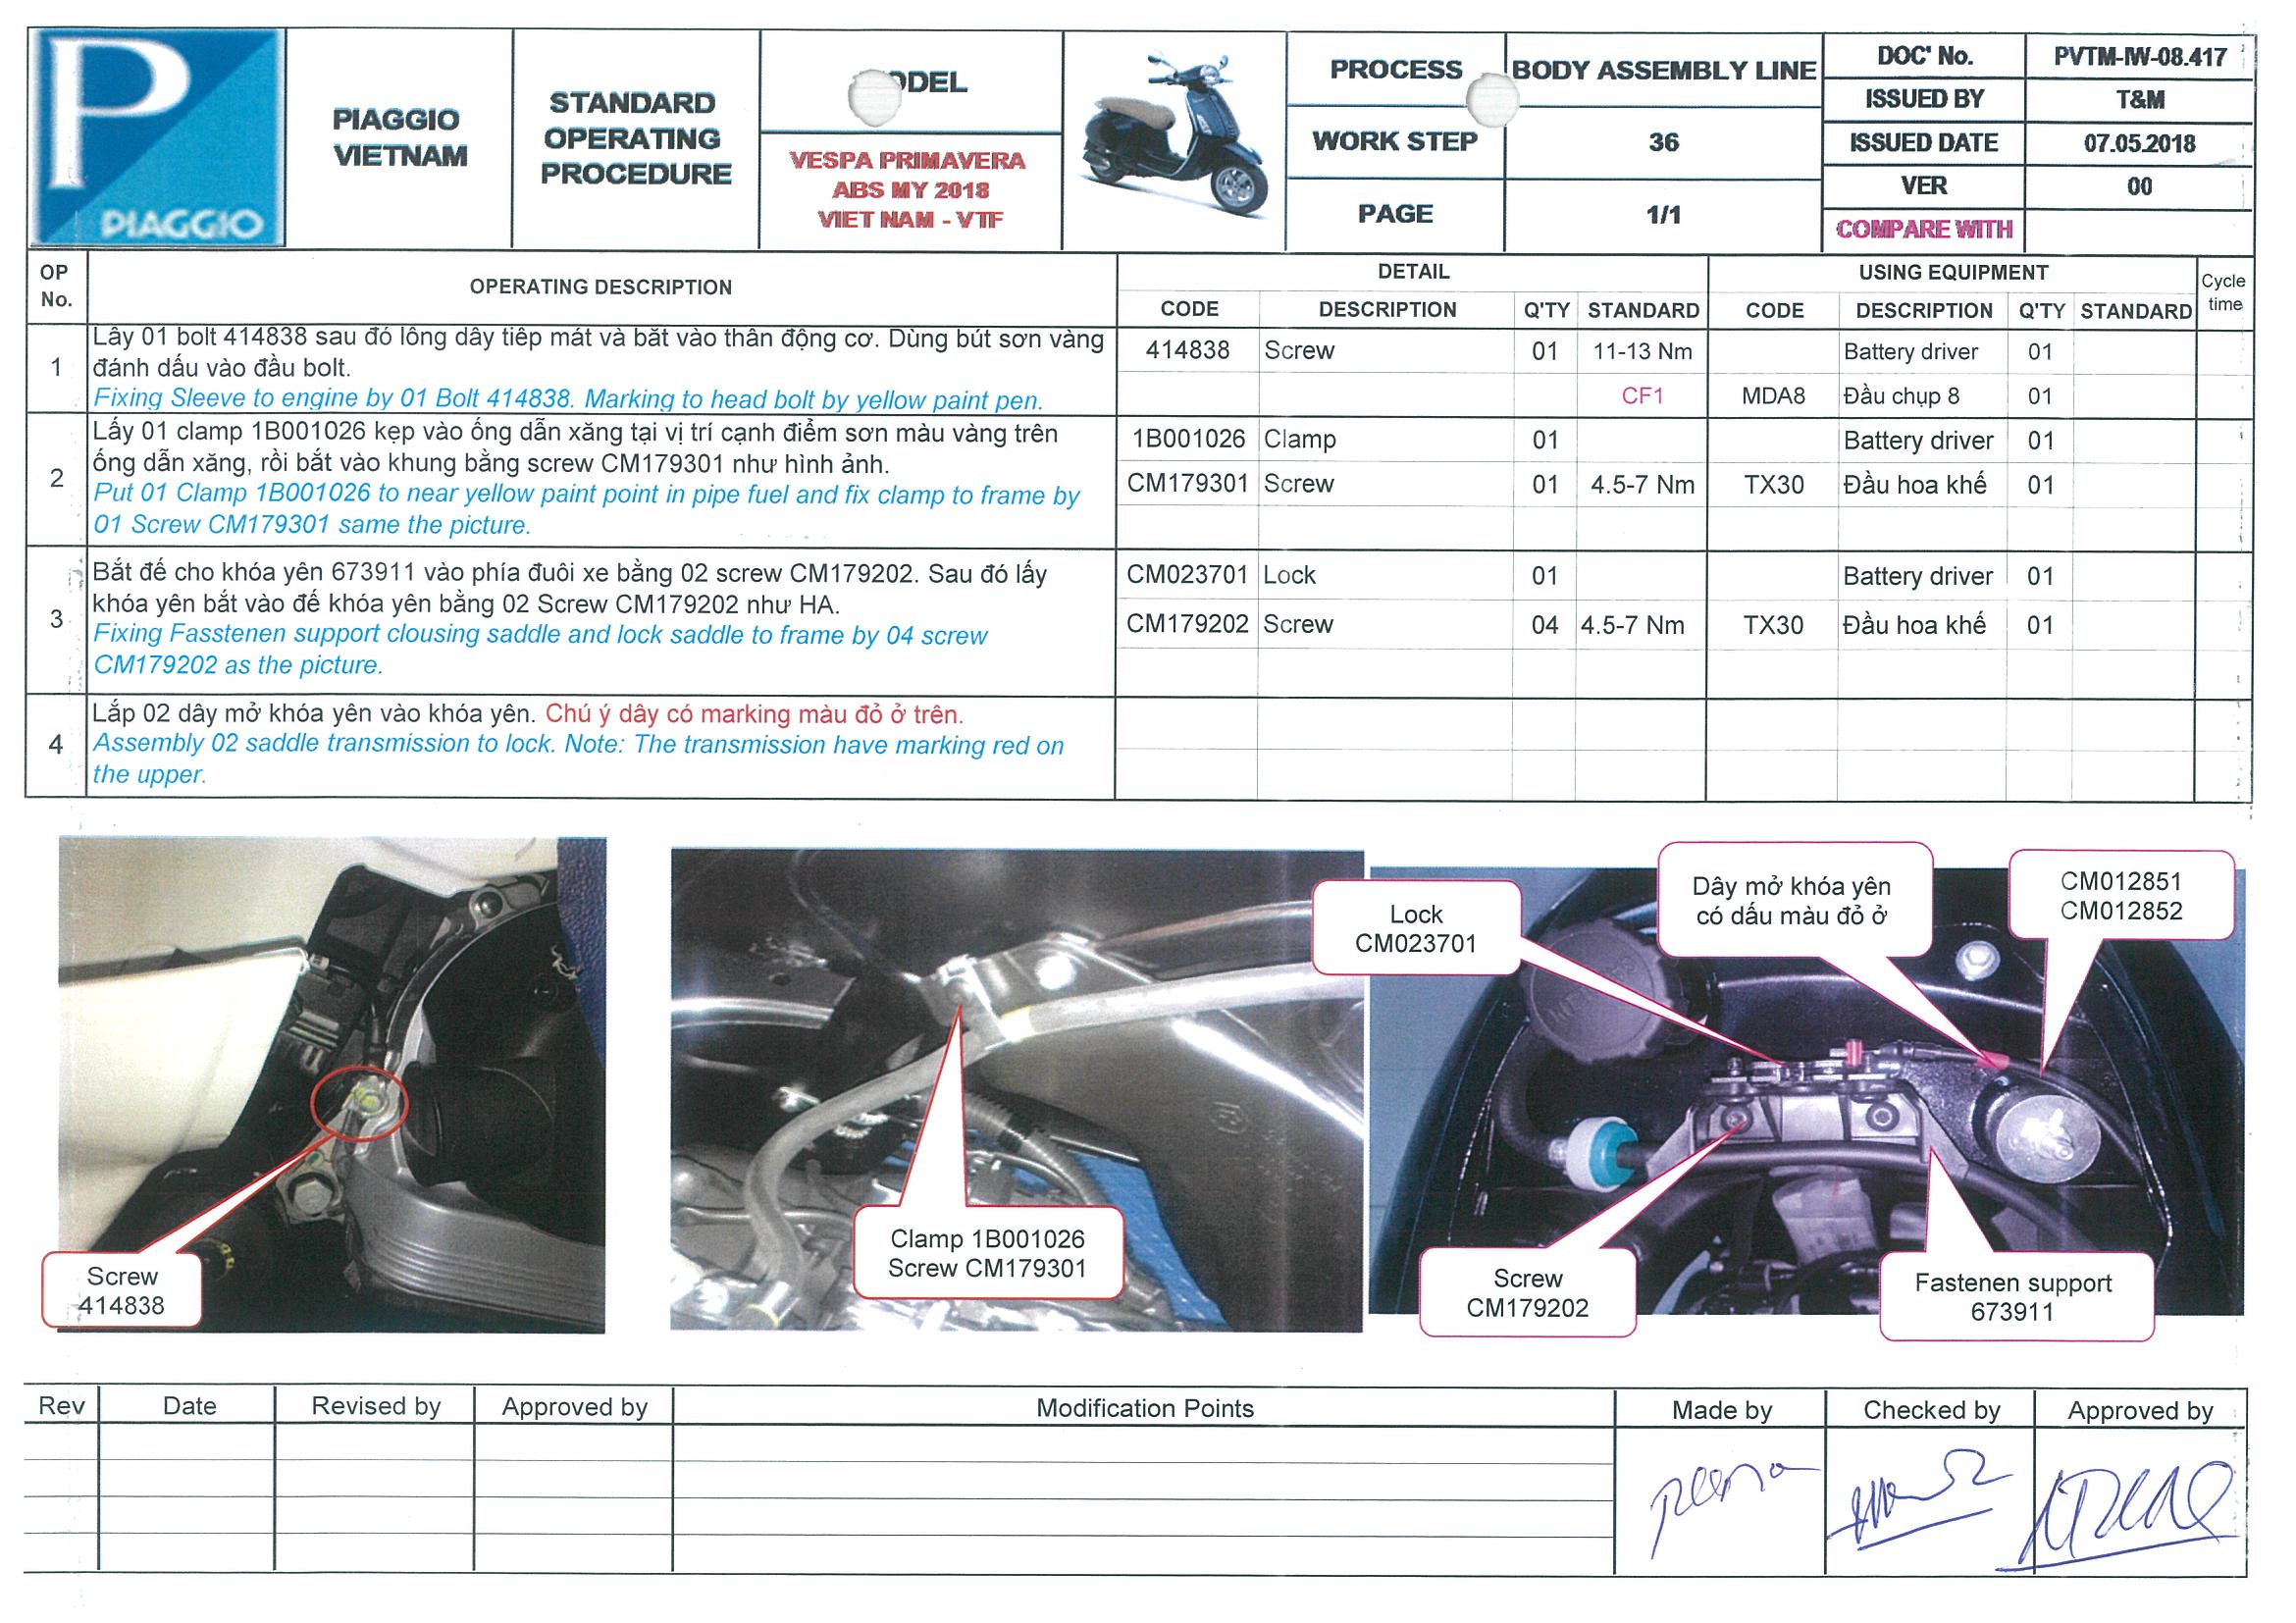 PIAGGIO
PIAGGIO
VIETNAM
STANDARD
OPERATING
PROCEDURE
VESPA PRIMAVERA
ABS MY 2018
VIET NAM - VTF
PROCESS
BODY ASSEMBLY LINE
WORK STEP
36
PAGE
1/1
DOC' No.
PVTM-IW-08.417
ISSUED BY
T&M
ISSUED DATE
07.05.2018
VER
00
COMPARE WITH
OP
No.
OPERATING DESCRIPTION
DETAIL
USING EQUIPMENT
Cycle
time
CODE DESCRIPTION Q'TY STANDARD CODE DESCRIPTION Q'TY STANDARD
1
Lấy 01 bolt 414838 sau đó lồng dây tiếp mát và bắt vào thân động cơ. Dùng bút sơn vàng
đánh dấu vào đầu bolt.
Fixing Sleeve to engine by 01 Bolt 414838. Marking to head bolt by yellow paint pen.
414838 Screw 01 11-13 Nm Battery driver 01
CF1 MDA8 Đầu chụp 8 01
2
Lấy 01 clamp 1B001026 kẹp vào ống dẫn xăng tại vị trí cạnh điểm sơn màu vàng trên
ống dẫn xăng, rồi bắt vào khung bằng screw CM179301 như hình ảnh.
Put 01 Clamp 1B001026 to near yellow paint point in pipe fuel and fix clamp to frame by
01 Screw CM179301 same the picture.
1B001026 Clamp 01 Battery driver 01
CM179301 Screw 01 4.5-7 Nm TX30 Đầu hoa khế 01
3
Bắt đế cho khóa yên 673911 vào phía đuôi xe bằng 02 screw CM179202. Sau đó lấy
khóa yên bắt vào đế khóa yên bằng 02 Screw CM179202 như HA.
Fixing Fasstenen support clousing saddle and lock saddle to frame by 04 screw
CM179202 as the picture.
CM023701 Lock 01 Battery driver 01
CM179202 Screw 04 4.5-7 Nm TX30 Đầu hoa khế 01
4
Lắp 02 dây mở khóa yên vào khóa yên. Chú ý dây có marking màu đỏ ở trên.
Assembly 02 saddle transmission to lock. Note: The transmission have marking red on
the upper.
Screw
414838
Clamp 1B001026
Screw CM179301
Lock
CM023701
Dây mở khóa yên
có dấu màu đỏ ở
CM012851
CM012852
Screw
CM179202
Fastenen support
673911
Rev Date Revised by Approved by Modification Points Made by Checked by Approved by